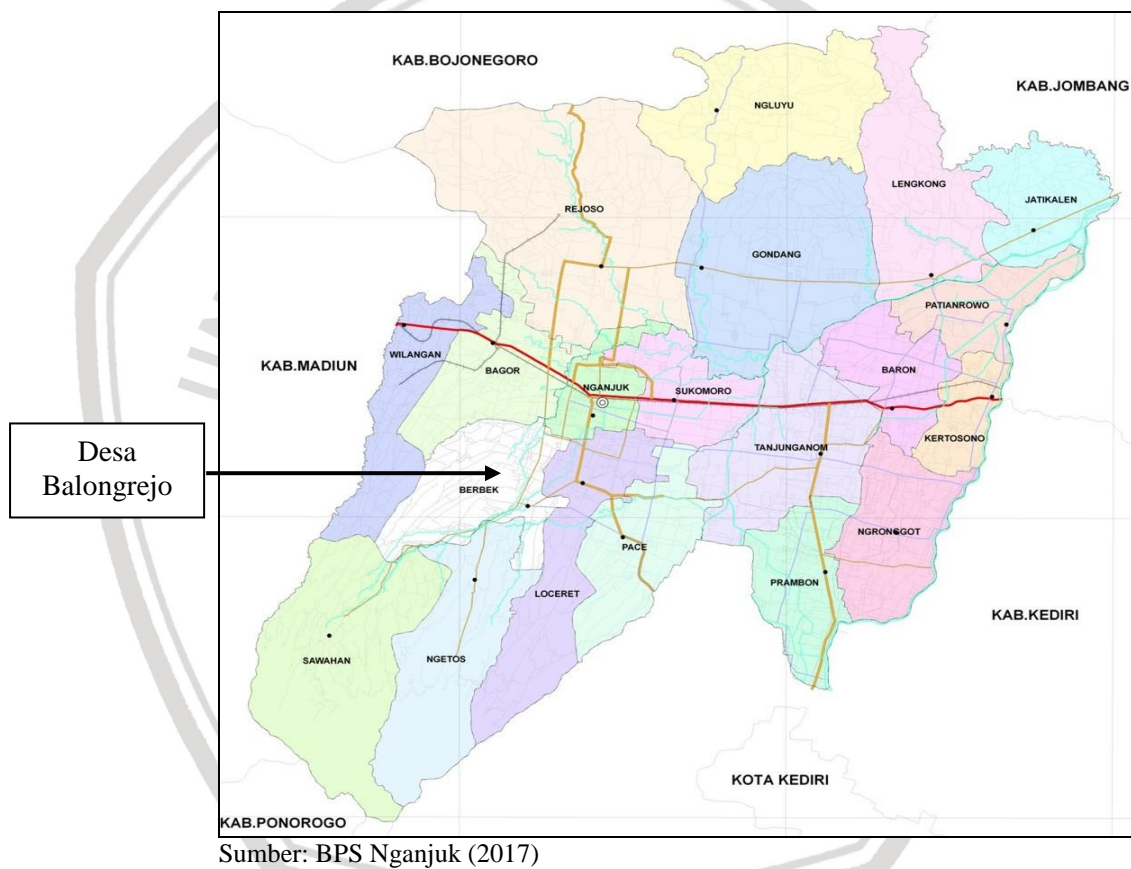 KAB.BOJONEGORO
KAB.JOMBANG
NGLUYU
LENGKONG
JATIKALEN
REJOSO
GONDANG
PATIANROWO
WILANGAN
KAB.MADIUN
BAGOR
BARON
NGANJUK
SUKOMORO
KERTOSONO
TANJUNGANOM
Desa
Balongrejo
BERBEK
NGRONGGOT
PACE
PRAMBON
LOCERET
KAB.KEDIRI
SAWAHAN
NGETOS
KOTA KEDIRI
KAB.PONOROGO
Sumber: BPS Nganjuk (2017)